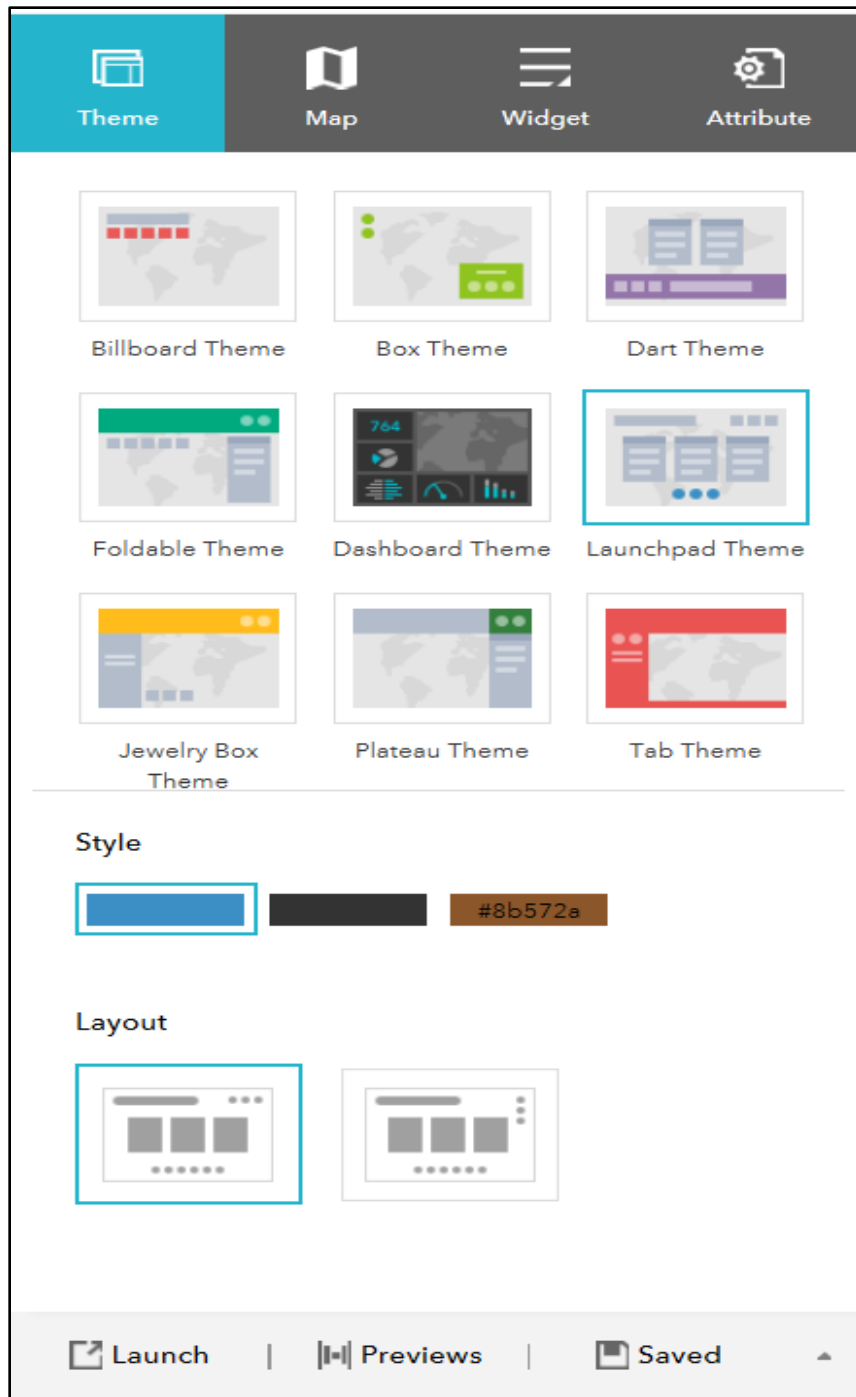 Theme Map Widget Attribute
Billboard Theme Box Theme Dart Theme
764
Foldable Theme Dashboard Theme Launchpad Theme
Jewelry Box Plateau Theme Tab Theme
Theme
Style
#8b572a
Layout
Launch | Previews | Saved